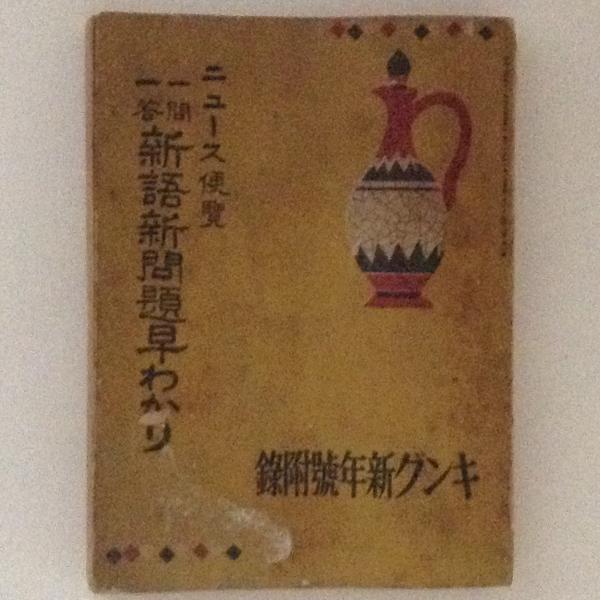 ニュース便覽
一問一答
新語新問題早わかり
キング新年號附錄